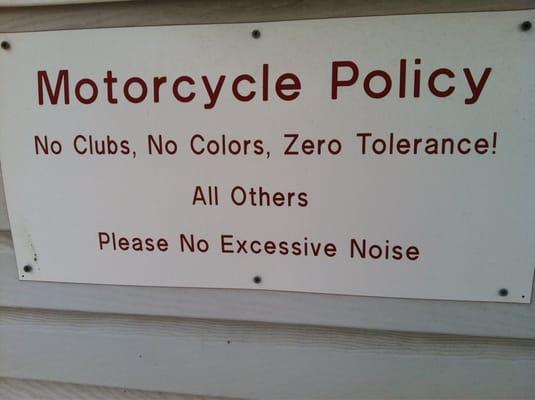 Motorcycle Policy
No Clubs, No Colors, Zero Tolerance!
All Others
Please No Excessive Noise